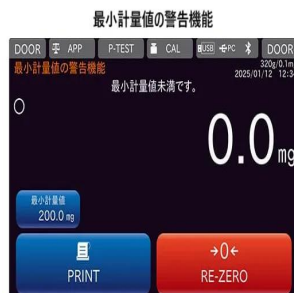 最小計量値の警告機能
DOOR APP P-TEST CAL USB PC DOOR
最小計量値の警告機能 320g/0.1m
2025/01/12 12:34
最小計量値未満です。
0.0 mg
最小計量値
200.0 mg
PRINT
→0←
RE-ZERO